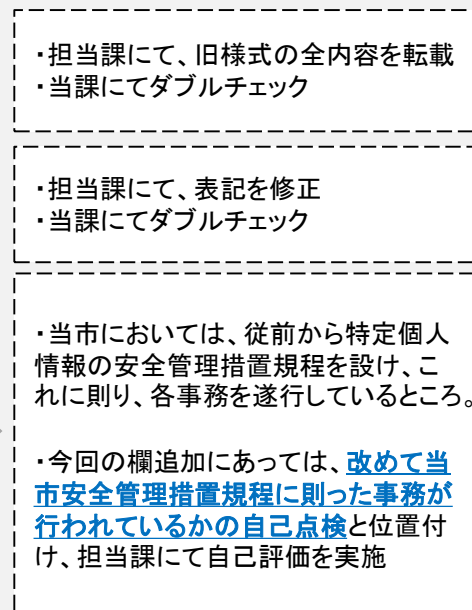 ・担当課にて、旧様式の全内容を転載
・当課にてダブルチェック
・担当課にて、表記を修正
・当課にてダブルチェック
・当市においては、従前から特定個人
情報の安全管理措置規程を設け、こ
れに則り、各事務を遂行しているところ。
・今回の欄追加にあっては、改めて当
市安全管理措置規程に則った事務が
行われているかの自己点検と位置付
け、担当課にて自己評価を実施